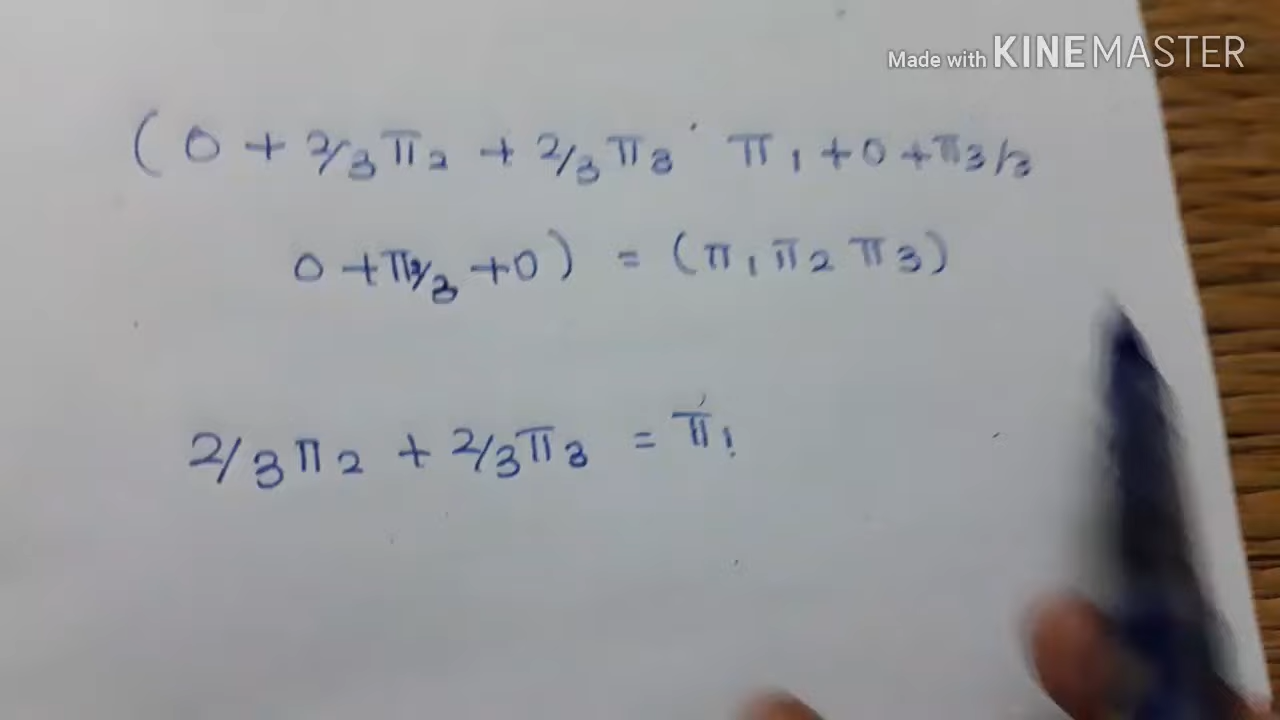 Made with KINEMASTER
(0 + 2/3 π2 + 2/3 π3 π1 + 0 + π3/3
0 + π2/3 + 0) = (π1 π2 π3)
2/3 π2 + 2/3 π3 = π1